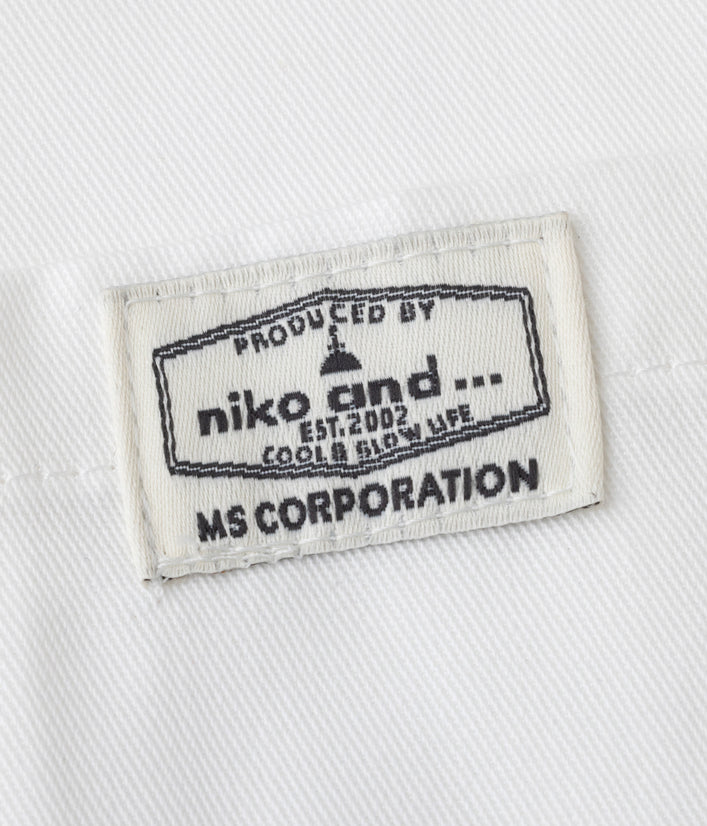 PRODUCED BY
niko and ...
EST.2002
COOL & SLOW LIFE
MS CORPORATION